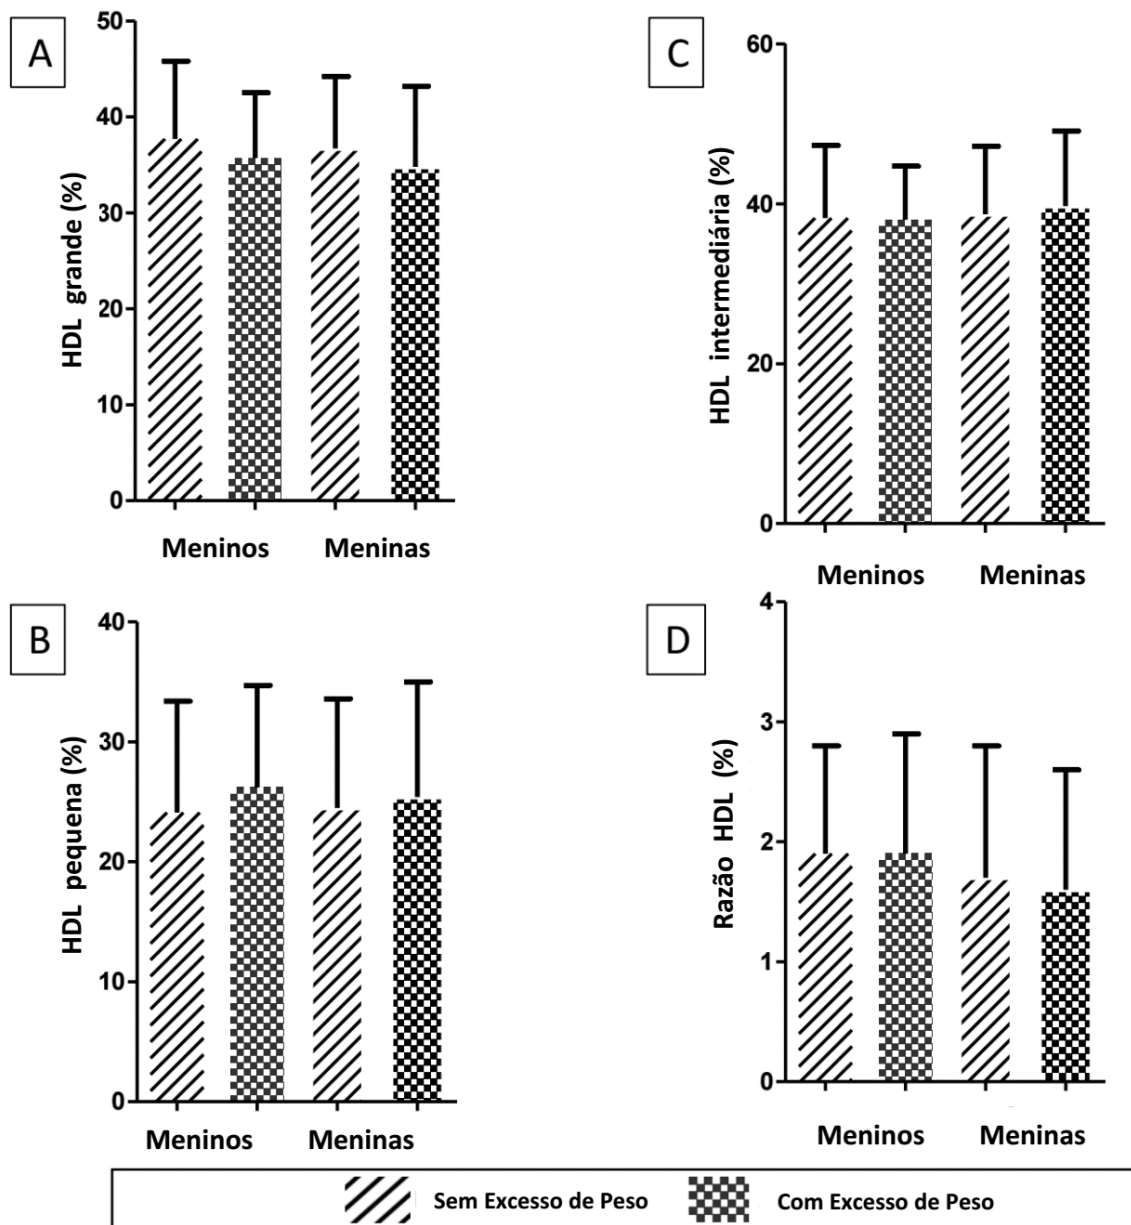 A
HDL grande (%)
50
40
30
20
10
0
Meninos Meninas
C
HDL intermediária (%)
60
40
20
0
Meninos Meninas
B
HDL pequena (%)
40
30
20
10
0
Meninos Meninas
D
Razão HDL (%)
4
3
2
1
0
Meninos Meninas
Sem Excesso de Peso Com Excesso de Peso